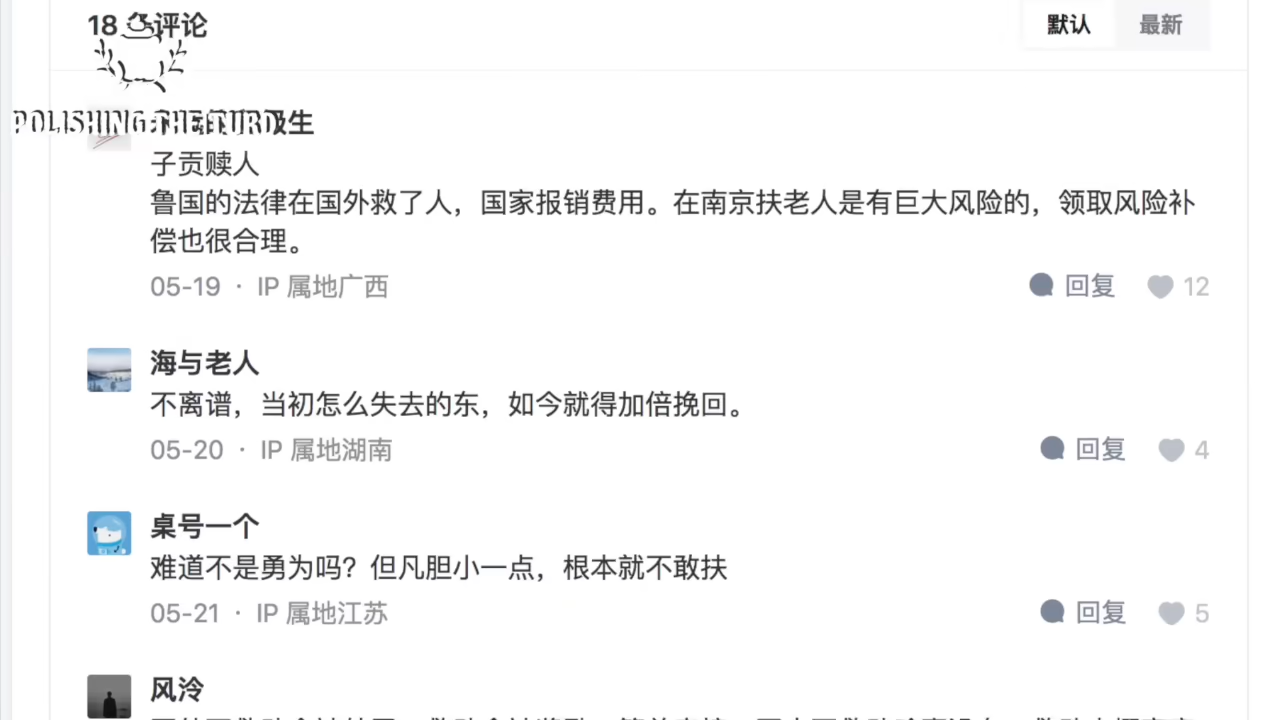 18 条评论
默认
最新
POLISHING THE TURD
级生
子贡赎人
鲁国的法律在国外救了人，国家报销费用。在南京扶老人是有巨大风险的，领取风险补
偿也很合理。
05-19 · IP 属地广西
回复
12
海与老人
不离谱，当初怎么失去的东，如今就得加倍挽回。
05-20 · IP 属地湖南
回复
4
桌号一个
难道不是勇为吗？但凡胆小一点，根本就不敢扶
05-21 · IP 属地江苏
回复
5
风泠